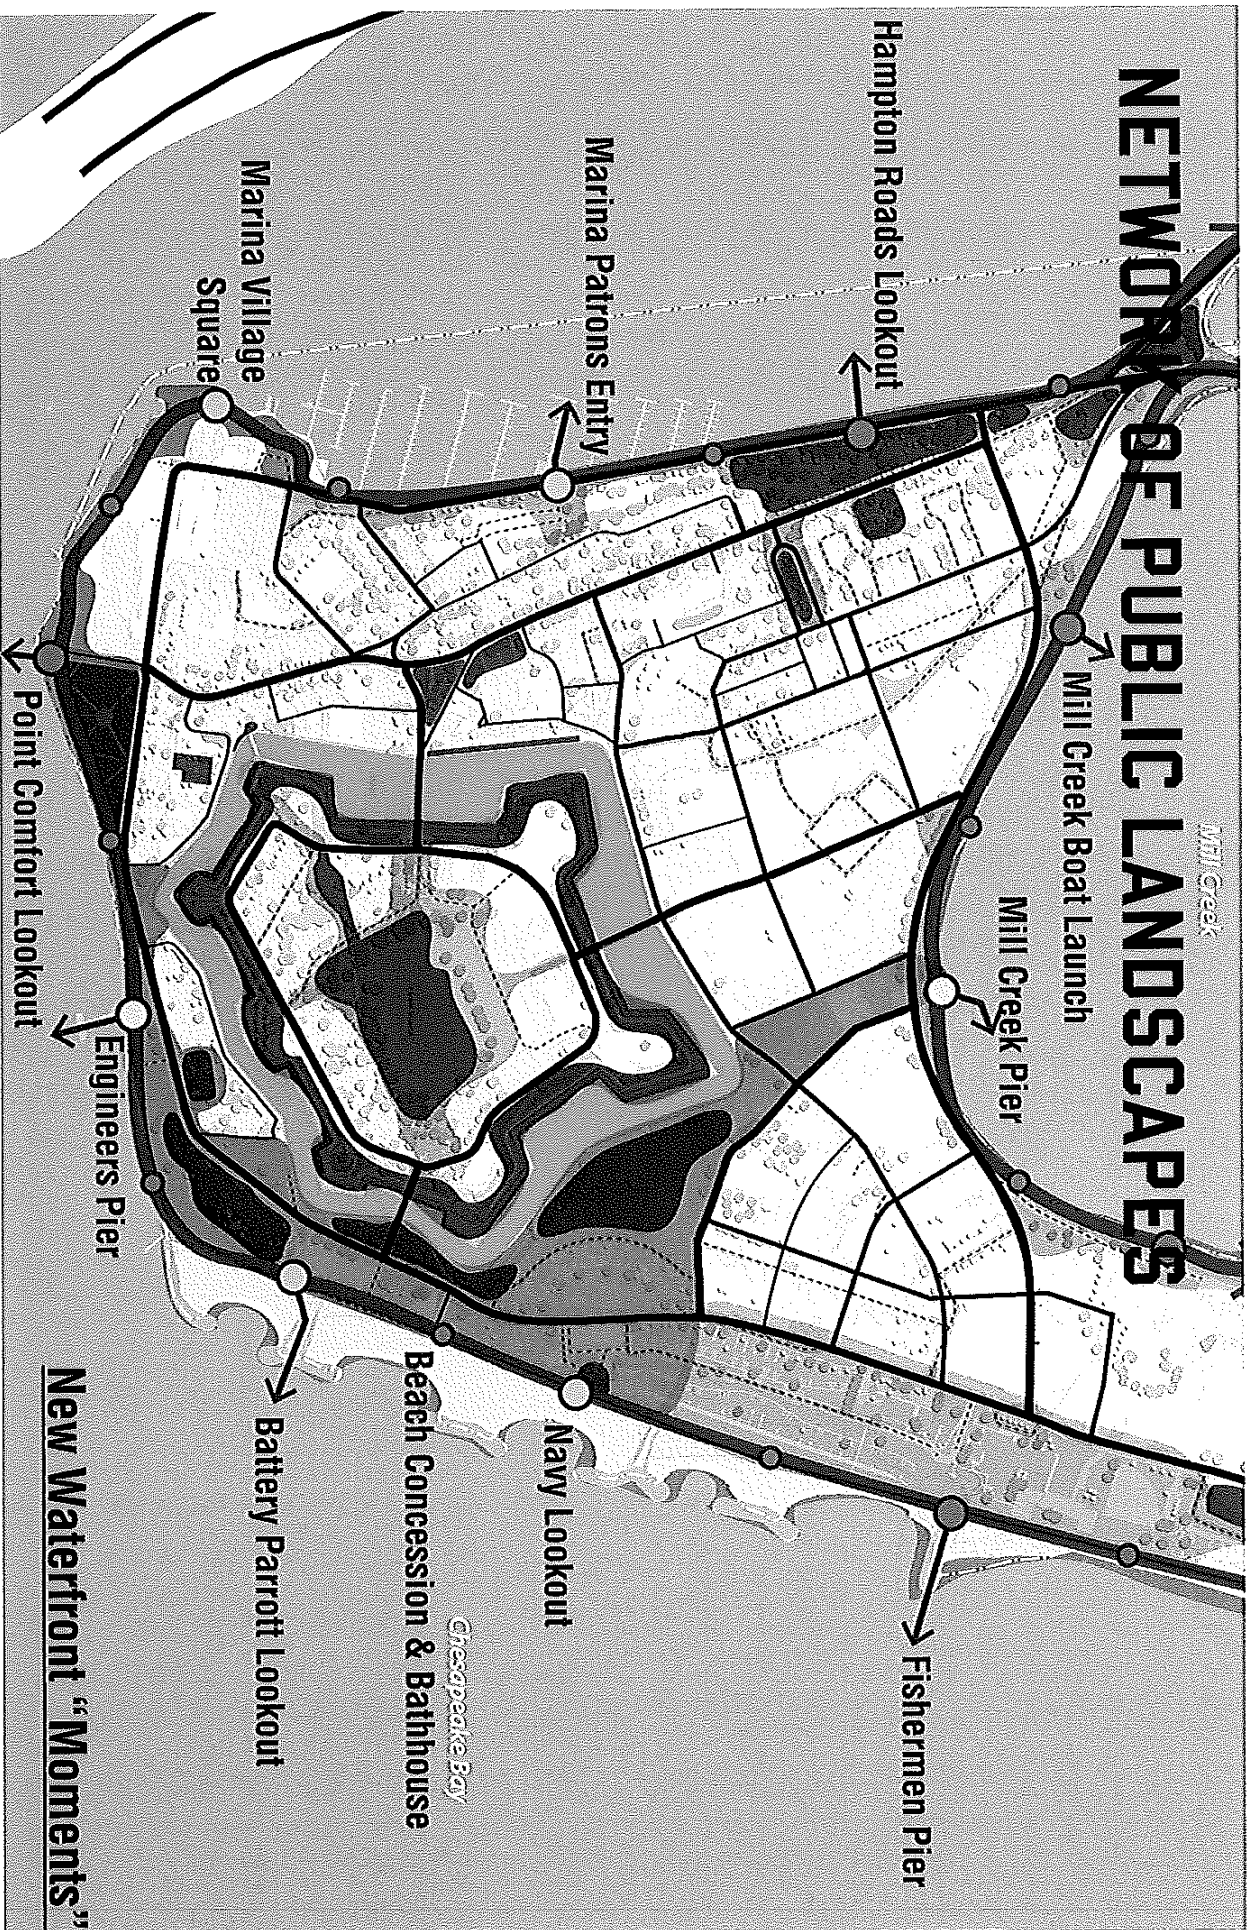 NETWORK OF PUBLIC LANDSCAPES
Mill Creek
Hampton Roads Lookout
Mill Creek Boat Launch
Mill Creek Pier
Marina Patrons Entry
Marina Village
Square
Fishermen Pier
Navy Lookout
Chesapeake Bay
Beach Concession & Bathhouse
Battery Parrott Lookout
Engineers Pier
Point Comfort Lookout
New Waterfront “Moments”